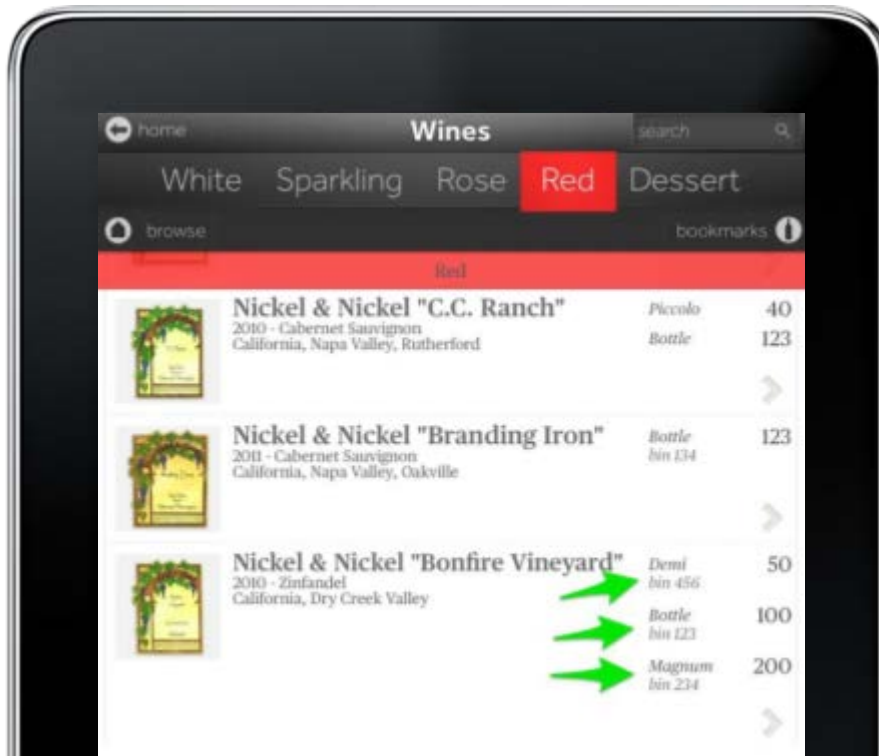 home Wines search
White Sparkling Rose Red Dessert
browse bookmarks
Red
Nickel & Nickel "C.C. Ranch" Piccolo 40
2010 - Cabernet Sauvignon
California, Napa Valley, Rutherford Bottle 123
Nickel & Nickel "Branding Iron" Bottle 123
2011 - Cabernet Sauvignon bin 134
California, Napa Valley, Oakville
Nickel & Nickel "Bonfire Vineyard" Demi 50
2010 - Zinfandel bin 456
California, Dry Creek Valley
Bottle 100
bin 123
Magnum 200
bin 234